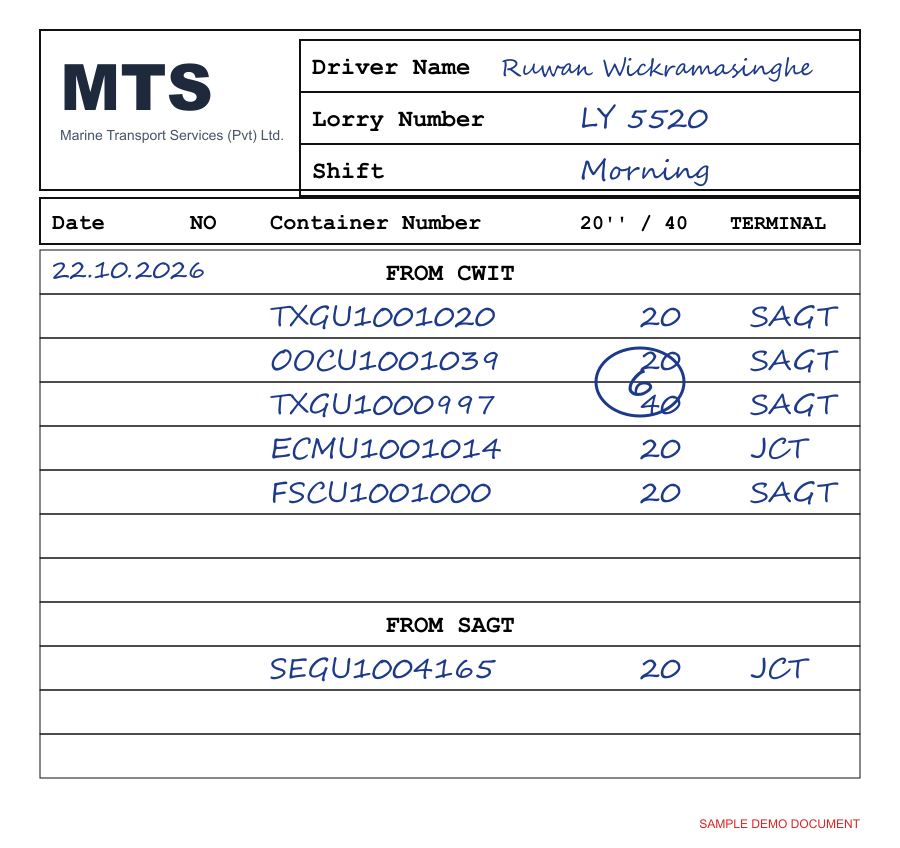 MTS
Marine Transport Services (Pvt) Ltd.
Driver Name Ruwan Wickramasinghe
Lorry Number LY 5520
Shift Morning
Date NO Container Number 20'' / 40 TERMINAL
22.10.2026 FROM CWIT
TXGU1001020 20 SAGT
OOCU1001039 20 SAGT
6
TXGU1000997 40 SAGT
ECMU1001014 20 JCT
FSCU1001000 20 SAGT
FROM SAGT
SEGU1004165 20 JCT
SAMPLE DEMO DOCUMENT